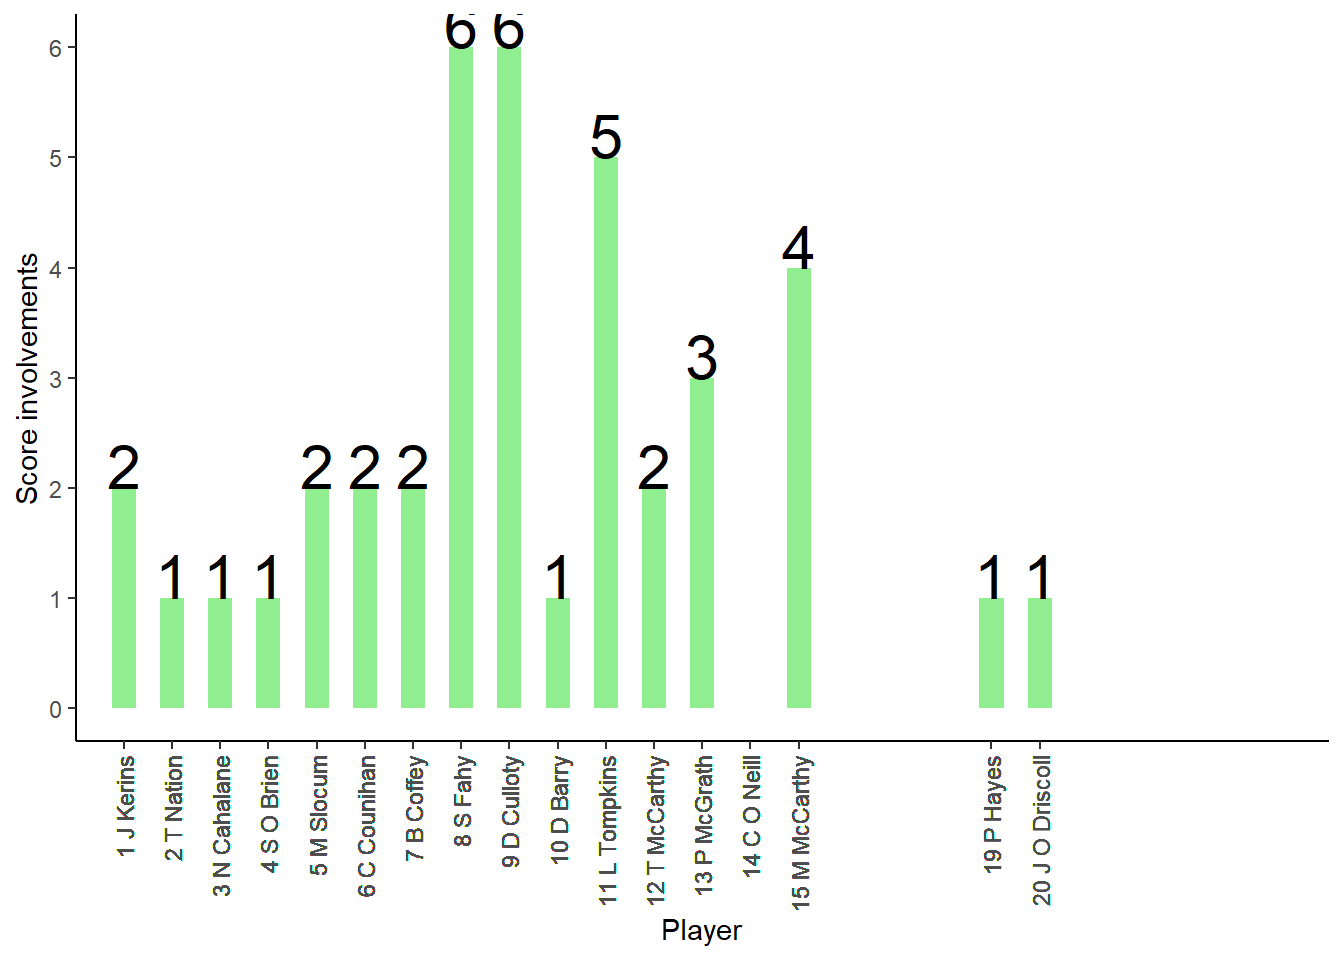 Score involvements
6
5
4
3
2
1
0
2
1
1
1
2
2
2
6
6
1
5
2
3
4
1
1
1 J Kerins
2 T Nation
3 N Cahalane
4 S O Brien
5 M Slocum
6 C Counihan
7 B Coffey
8 S Fahy
9 D Culloty
10 D Barry
11 L Tompkins
12 T McCarthy
13 P McGrath
14 C O Neill
15 M McCarthy
19 P Hayes
20 J O Driscoll
Player